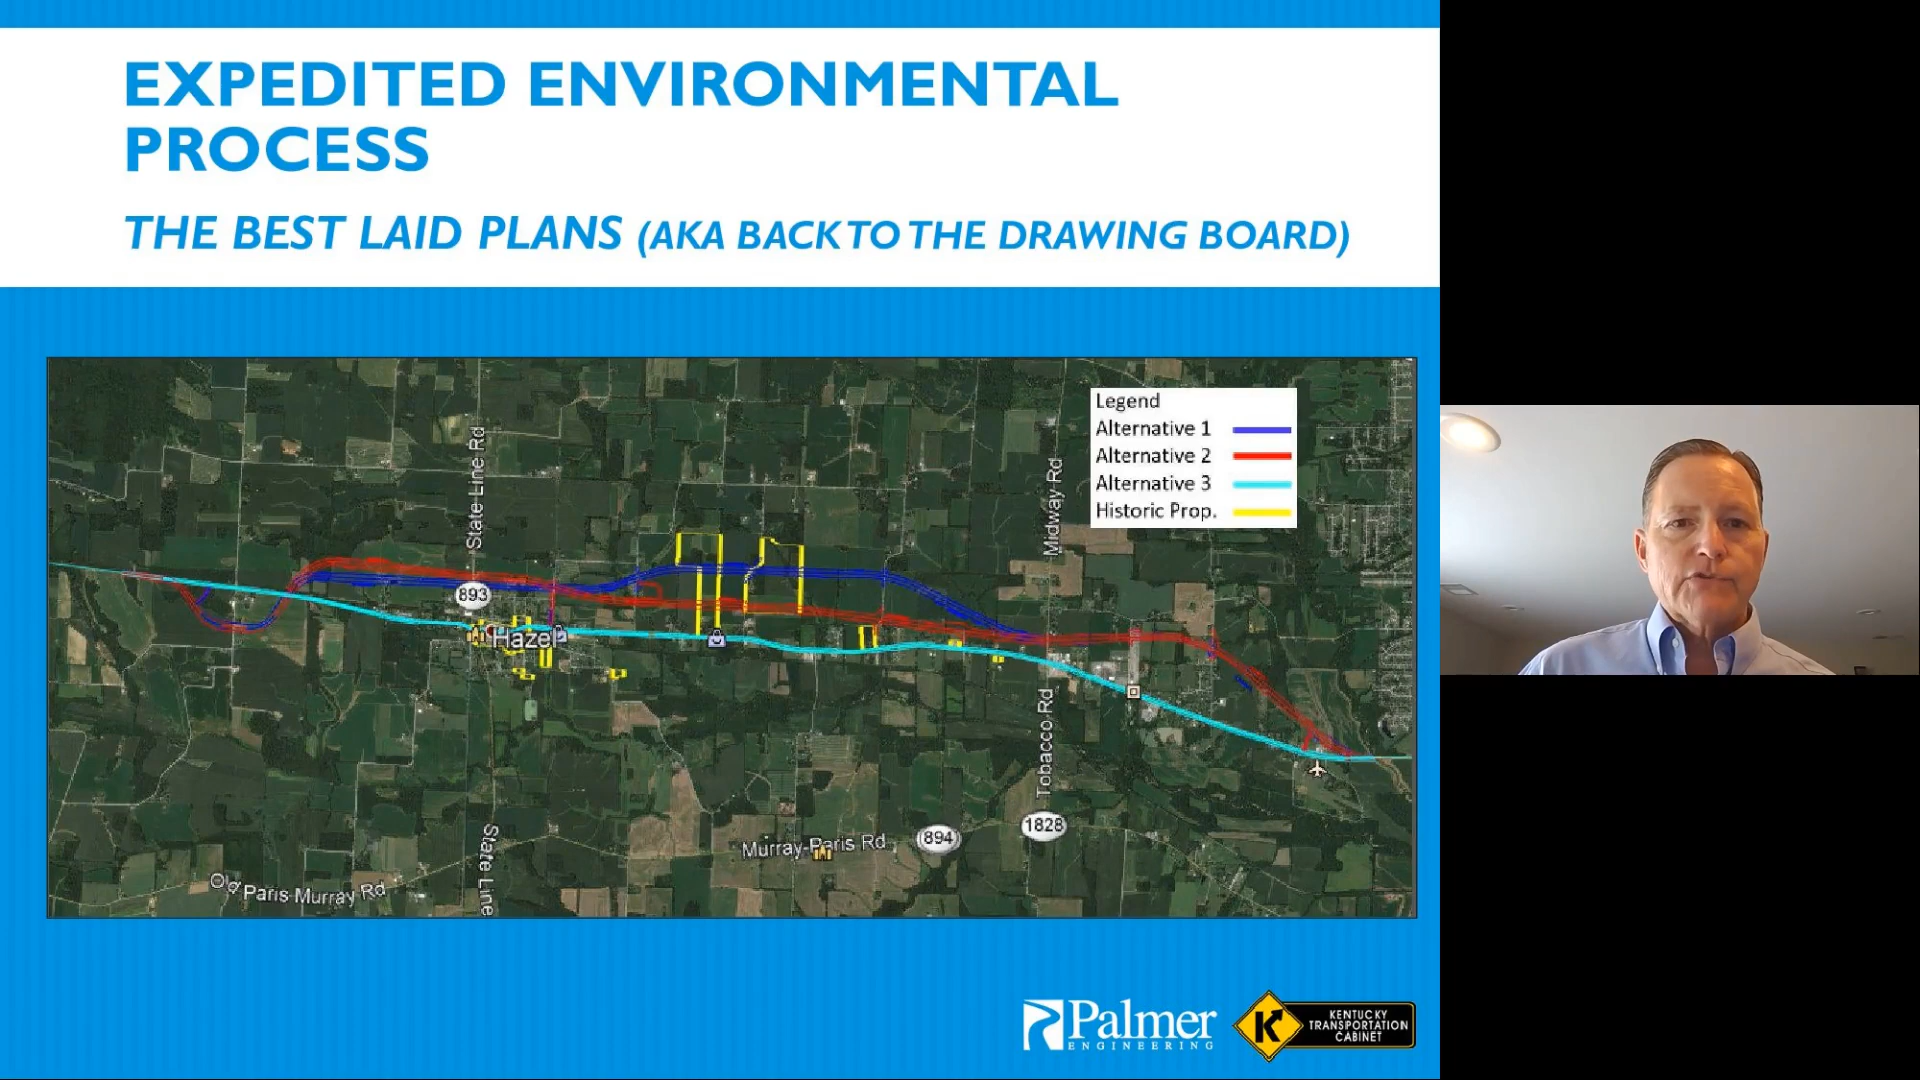 EXPEDITED ENVIRONMENTAL
PROCESS
THE BEST LAID PLANS (AKA BACK TO THE DRAWING BOARD)
Legend
Alternative 1
Alternative 2
Alternative 3
Historic Prop.
State Line Rd
Midway Rd
893
Hazel
Tobacco Rd
1828
894
Murray-Paris Rd
State Line
Old Paris Murray Rd
Palmer
ENGINEERING
K
KENTUCKY
TRANSPORTATION
CABINET